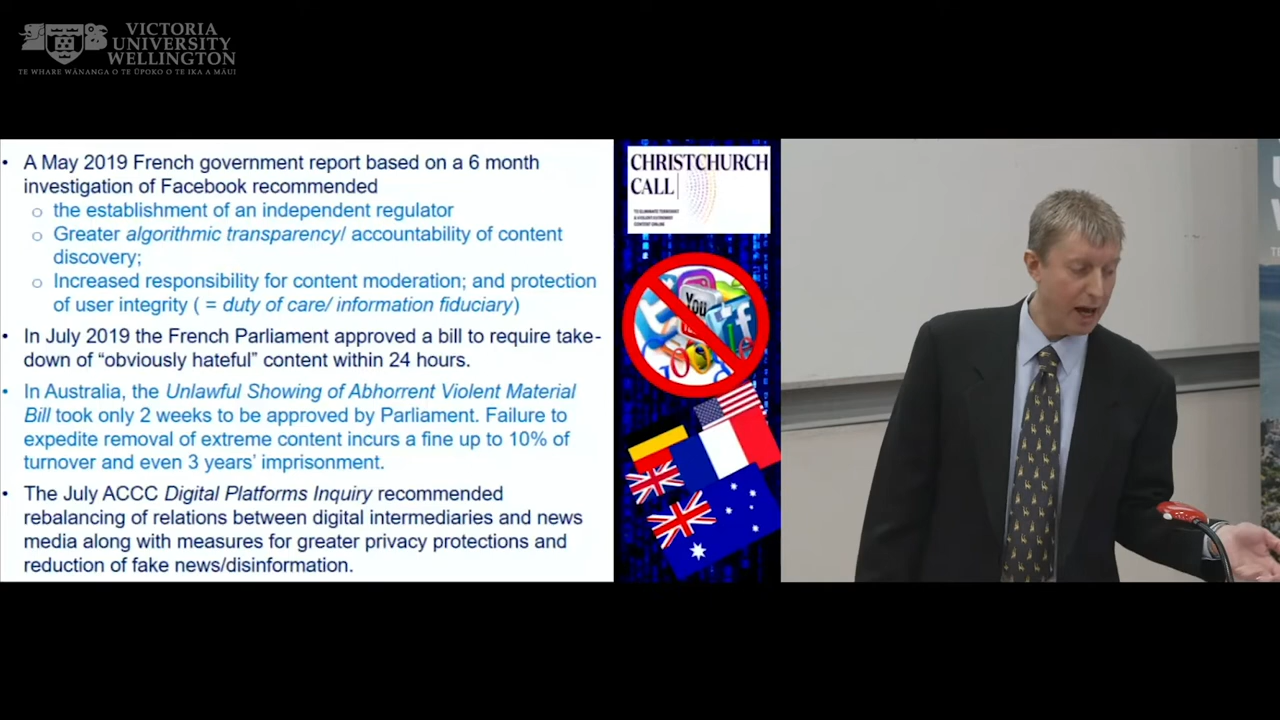 VICTORIA
UNIVERSITY
WELLINGTON
TE WHARE WĀNANGA O TE ŪPOKO O TE IKA A MĀUI
• A May 2019 French government report based on a 6 month
investigation of Facebook recommended
o the establishment of an independent regulator
o Greater algorithmic transparency/ accountability of content
discovery;
o Increased responsibility for content moderation; and protection
of user integrity ( = duty of care/ information fiduciary)
• In July 2019 the French Parliament approved a bill to require take-
down of “obviously hateful” content within 24 hours.
• In Australia, the Unlawful Showing of Abhorrent Violent Material
Bill took only 2 weeks to be approved by Parliament. Failure to
expedite removal of extreme content incurs a fine up to 10% of
turnover and even 3 years’ imprisonment.
• The July ACCC Digital Platforms Inquiry recommended
rebalancing of relations between digital intermediaries and news
media along with measures for greater privacy protections and
reduction of fake news/disinformation.
CHRISTCHURCH
CALL
TO ELIMINATE TERRORIST
& VIOLENT EXTREMIST
CONTENT ONLINE
You